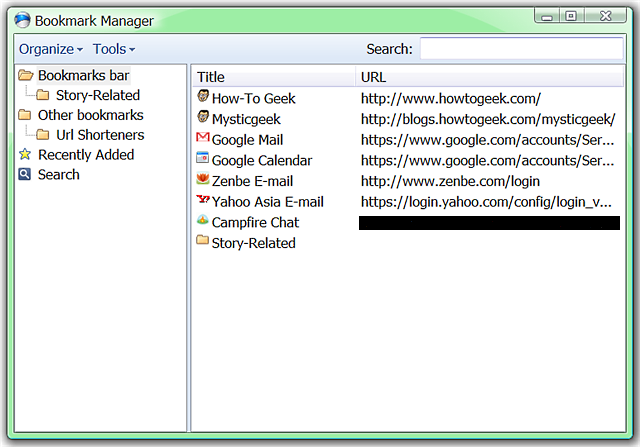 Bookmark Manager
Organize Tools Search:
Bookmarks bar
Story-Related
Other bookmarks
Url Shorteners
Recently Added
Search
Title URL
How-To Geek http://www.howtogeek.com/
Mysticgeek http://blogs.howtogeek.com/mysticgeek/
Google Mail https://www.google.com/accounts/Ser...
Google Calendar https://www.google.com/accounts/Ser...
Zenbe E-mail http://www.zenbe.com/login
Yahoo Asia E-mail https://login.yahoo.com/config/login_v...
Campfire Chat
Story-Related